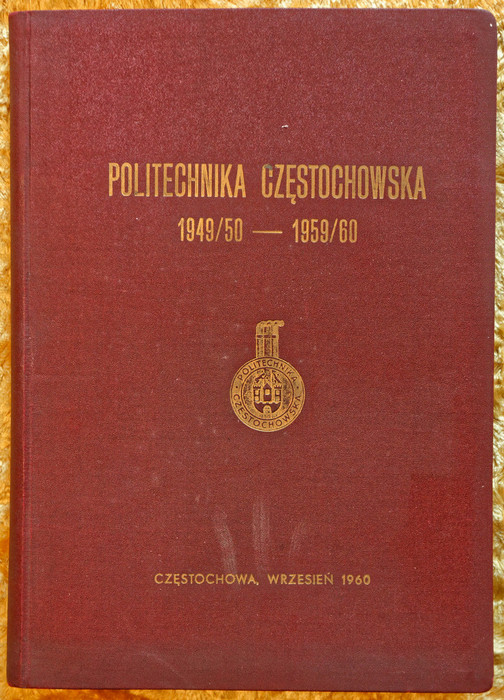 POLITECHNIKA CZĘSTOCHOWSKA
1949/50 — 1959/60
POLITECHNIKA
CZĘSTOCHOWSKA
CZĘSTOCHOWA, WRZESIEŃ 1960